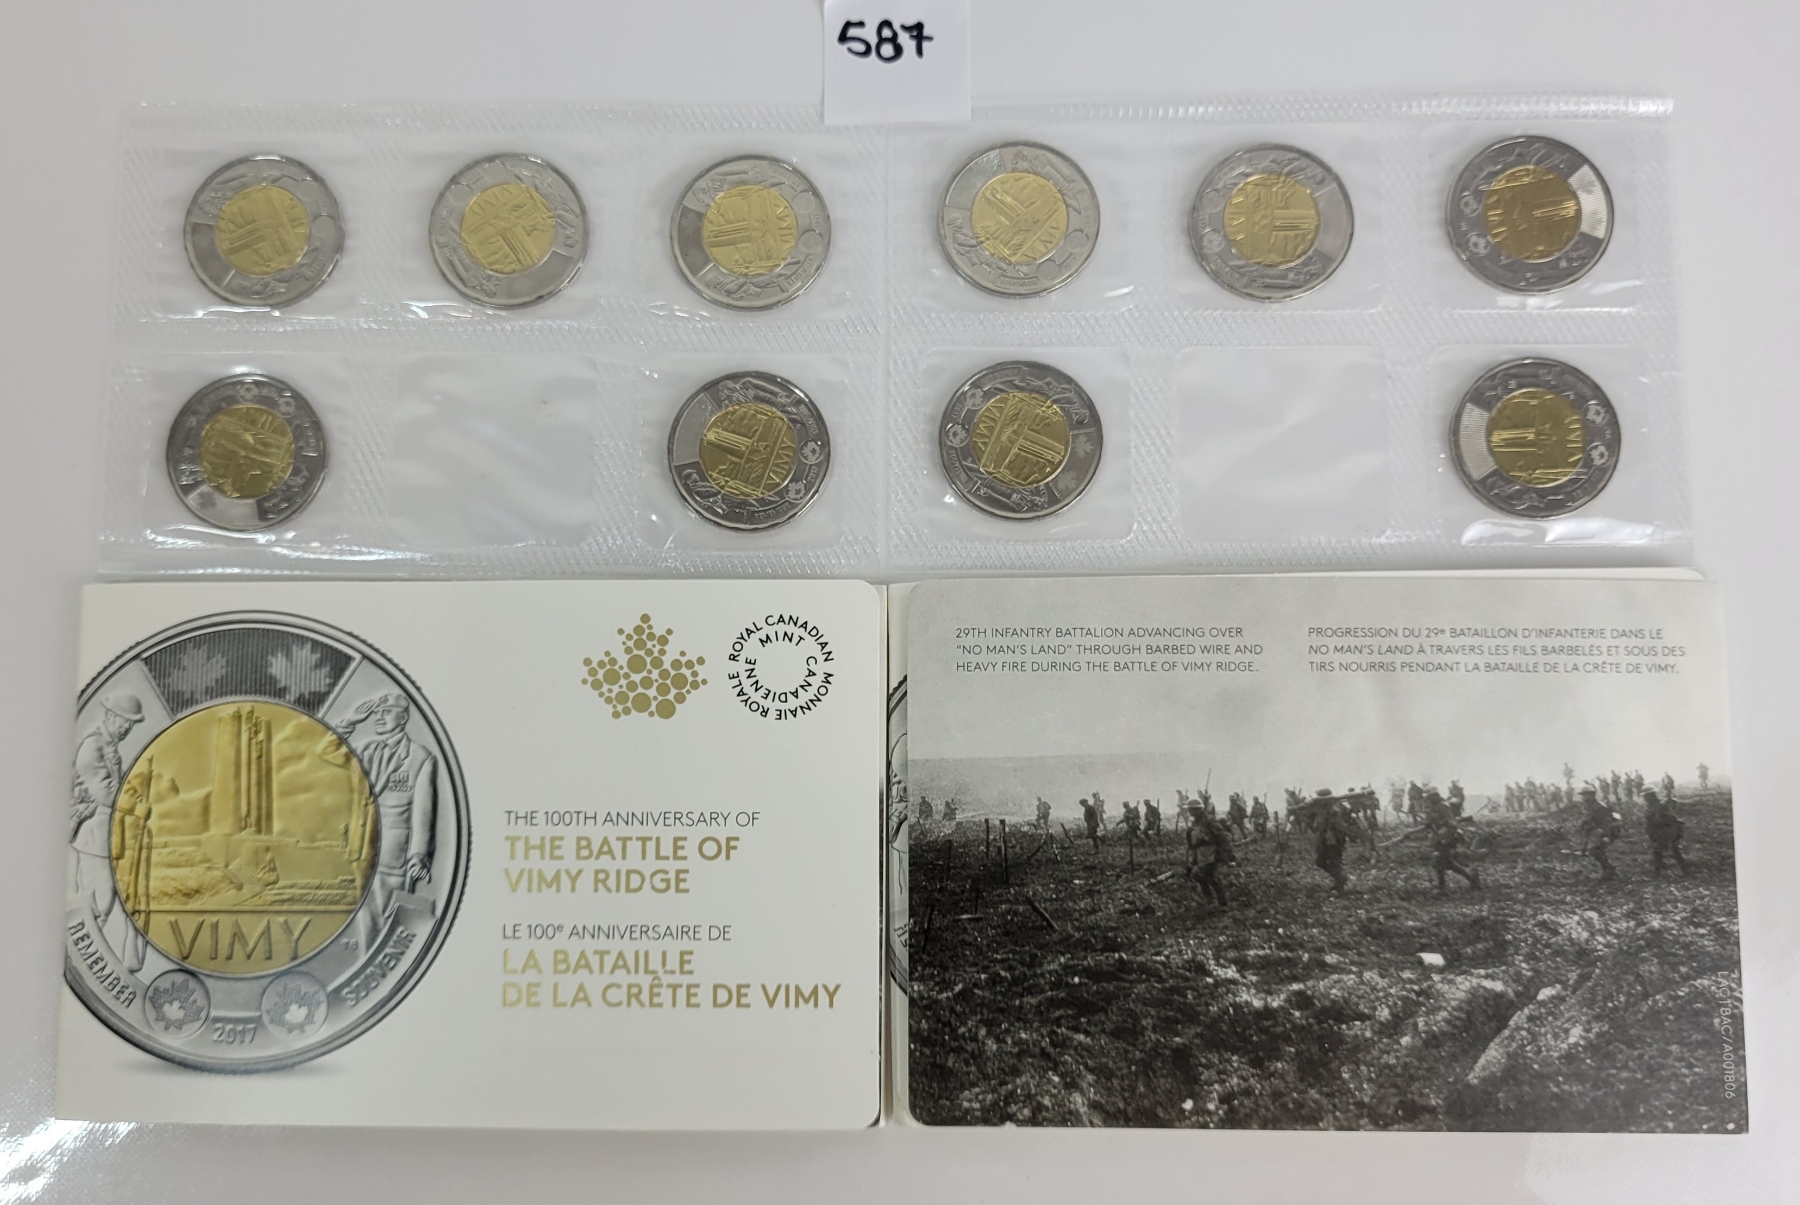 587
REMEMBER
VIMY
TB
SOUVENIR
2017
ROYAL CANADIAN MINT
MONNAIE ROYALE CANADIENNE
THE 100TH ANNIVERSARY OF
THE BATTLE OF
VIMY RIDGE
LE 100e ANNIVERSAIRE DE
LA BATAILLE
DE LA CRÊTE DE VIMY
29TH INFANTRY BATTALION ADVANCING OVER
"NO MAN'S LAND" THROUGH BARBED WIRE AND
HEAVY FIRE DURING THE BATTLE OF VIMY RIDGE.
PROGRESSION DU 29e BATAILLON D'INFANTERIE DANS LE
NO MAN'S LAND À TRAVERS LES FILS BARBELÉS ET SOUS DES
TIRS NOURRIS PENDANT LA BATAILLE DE LA CRÊTE DE VIMY.
LAC/BAC/A001806